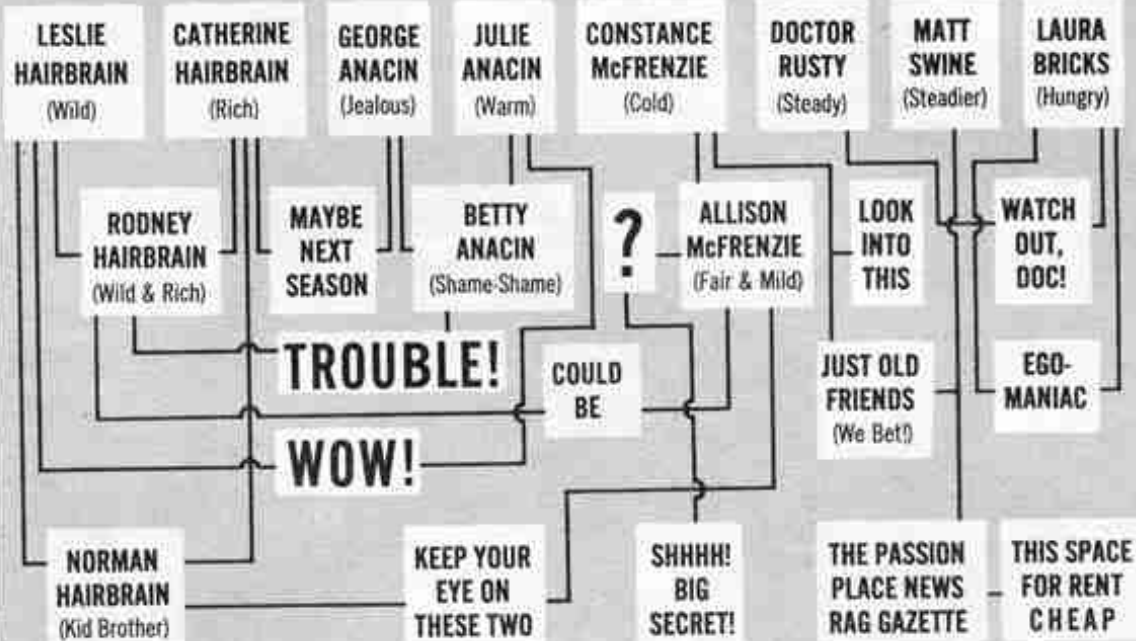 LESLIE
HAIRBRAIN
(Wild)
CATHERINE
HAIRBRAIN
(Rich)
GEORGE
ANACIN
(Jealous)
JULIE
ANACIN
(Warm)
CONSTANCE
McFRENZIE
(Cold)
DOCTOR
RUSTY
(Steady)
MATT
SWINE
(Steadier)
LAURA
BRICKS
(Hungry)
RODNEY
HAIRBRAIN
(Wild & Rich)
MAYBE
NEXT
SEASON
BETTY
ANACIN
(Shame-Shame)
?
ALLISON
McFRENZIE
(Fair & Mild)
LOOK
INTO
THIS
WATCH
OUT,
DOC!
TROUBLE!
COULD
BE
JUST OLD
FRIENDS
(We Bet!)
EGO-
MANIAC
WOW!
NORMAN
HAIRBRAIN
(Kid Brother)
KEEP YOUR
EYE ON
THESE TWO
SHHHH!
BIG
SECRET!
THE PASSION
PLACE NEWS
RAG GAZETTE
THIS SPACE
FOR RENT
CHEAP